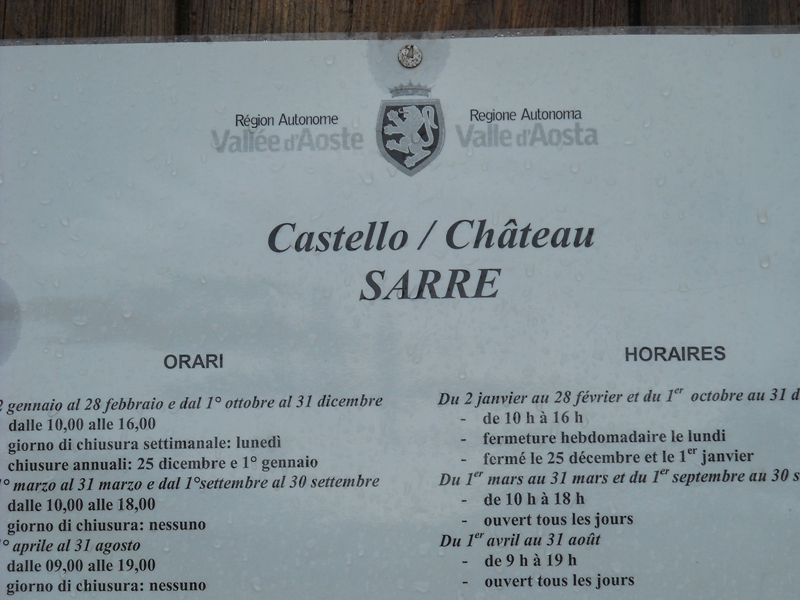 Région Autonome
Vallée d'Aoste
Regione Autonoma
Valle d'Aosta
Castello / Château
SARRE
ORARI
2 gennaio al 28 febbraio e dal 1° ottobre al 31 dicembre
dalle 10,00 alle 16,00
giorno di chiusura settimanale: lunedì
chiusure annuali: 25 dicembre e 1° gennaio
1° marzo al 31 marzo e dal 1°settembre al 30 settembre
dalle 10,00 alle 18,00
giorno di chiusura: nessuno
° aprile al 31 agosto
dalle 09,00 alle 19,00
giorno di chiusura: nessuno
HORAIRES
Du 2 janvier au 28 février et du 1er octobre au 31 d
- de 10 h à 16 h
- fermeture hebdomadaire le lundi
- fermé le 25 décembre et le 1er janvier
Du 1er mars au 31 mars et du 1er septembre au 30 s
- de 10 h à 18 h
- ouvert tous les jours
Du 1er avril au 31 août
- de 9 h à 19 h
- ouvert tous les jours